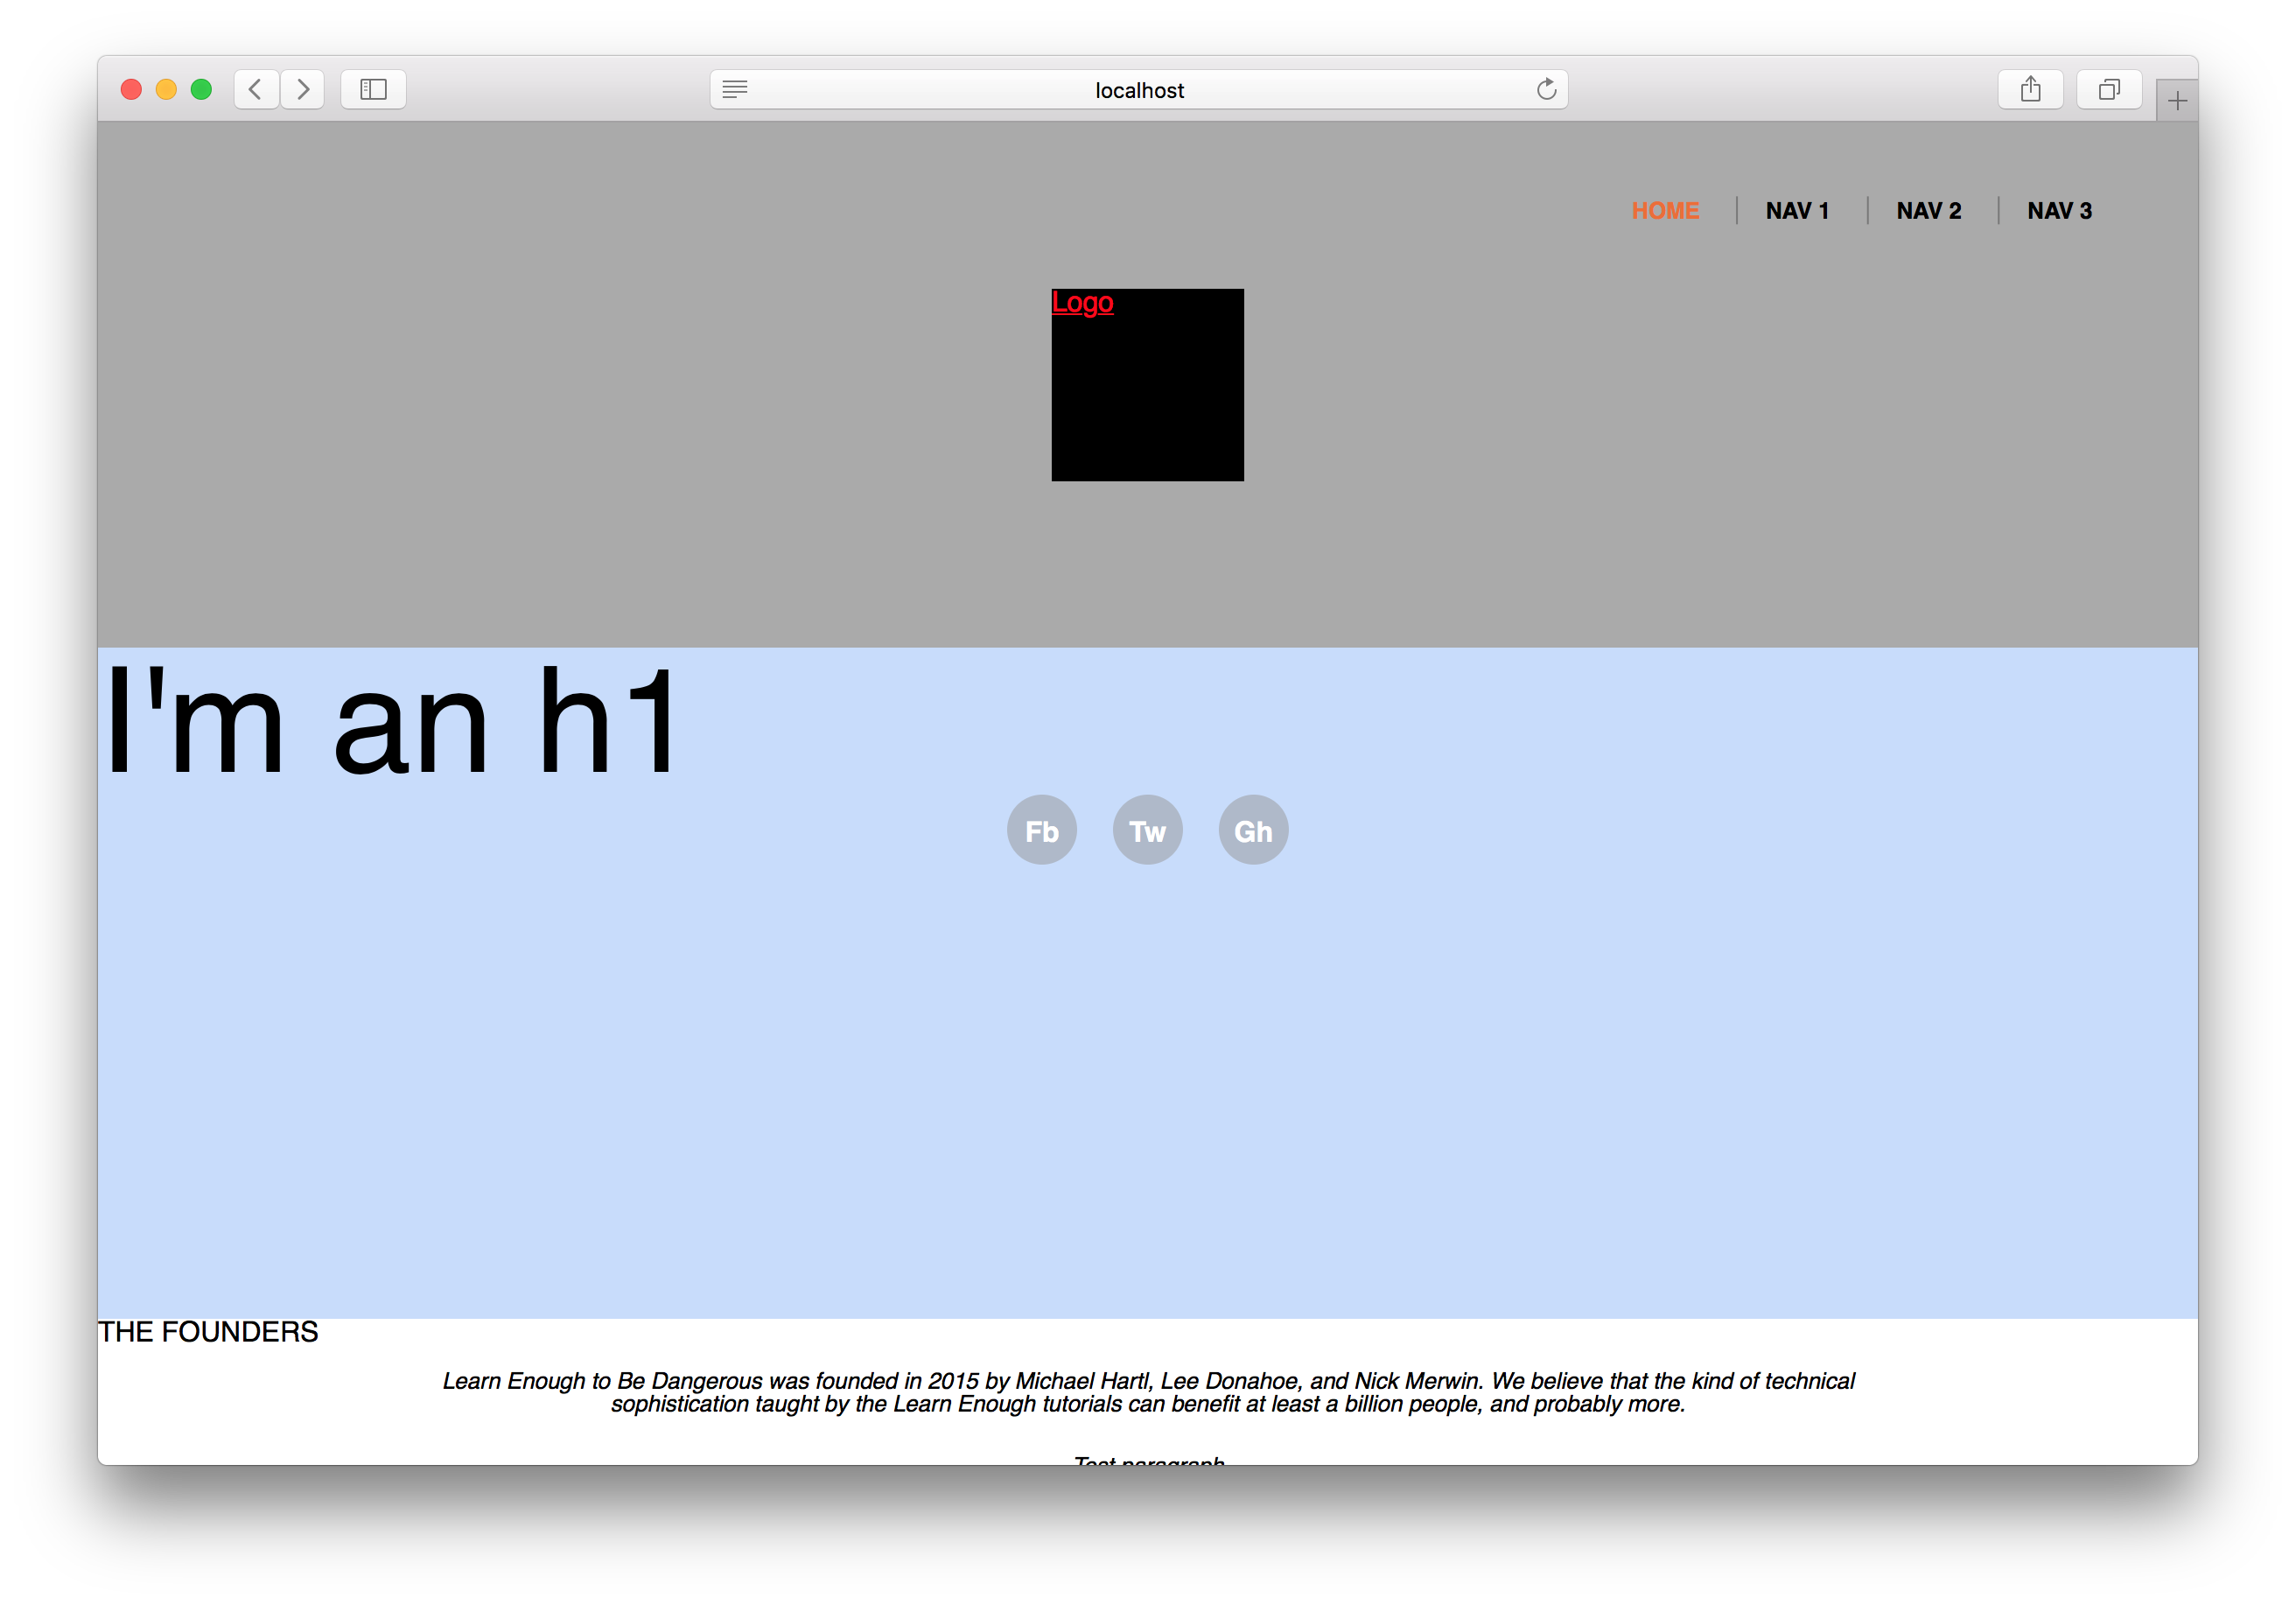 localhost
HOME
NAV 1
NAV 2
NAV 3
Logo
I'm an h1
Fb
Tw
Gh
THE FOUNDERS
Learn Enough to Be Dangerous was founded in 2015 by Michael Hartl, Lee Donahoe, and Nick Merwin. We believe that the kind of technical
sophistication taught by the Learn Enough tutorials can benefit at least a billion people, and probably more.
Test paragraph